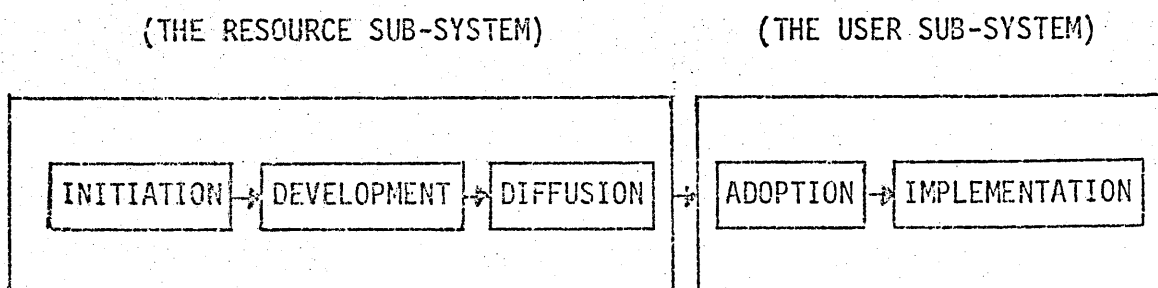 (THE RESOURCE SUB-SYSTEM) (THE USER SUB-SYSTEM)
INITIATION DEVELOPMENT DIFFUSION ADOPTION IMPLEMENTATION